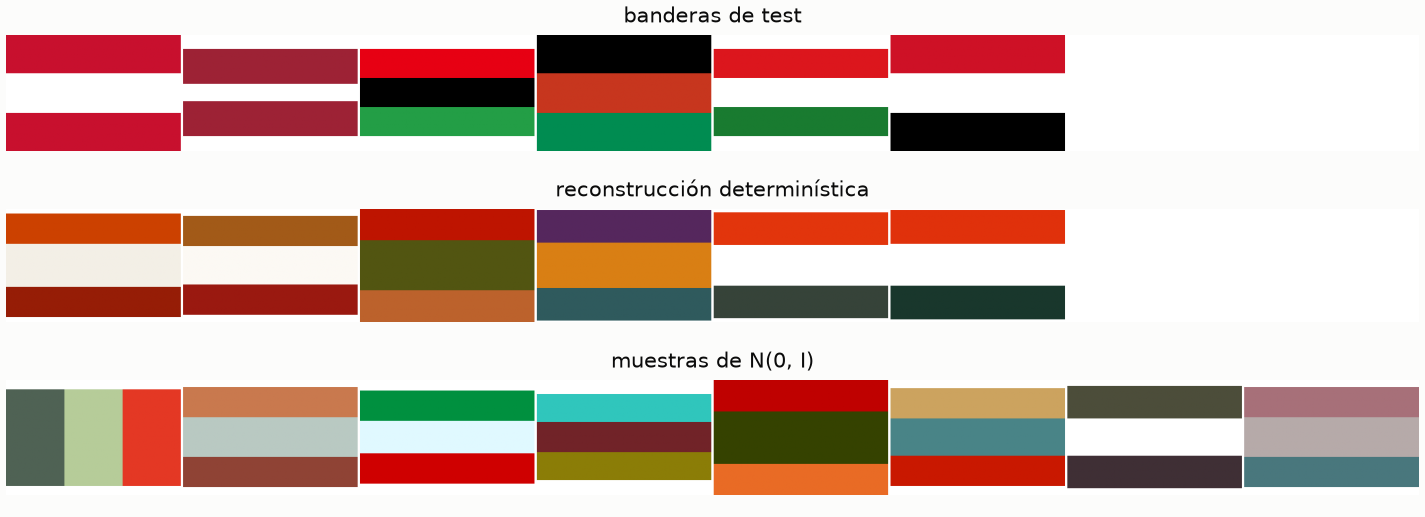 banderas de test
reconstrucción determinística
muestras de N(0, I)